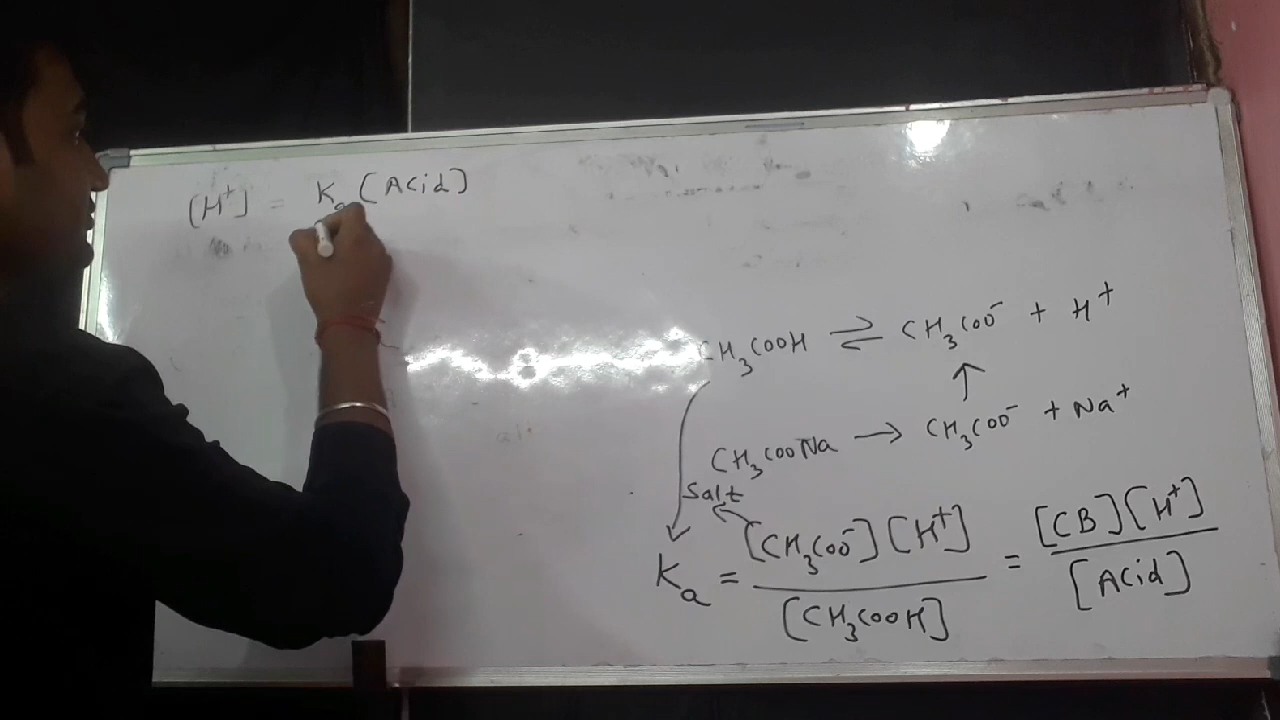 [H⁺] = Kₐ [Acid]
CH₃COOH ⇌ CH₃COO⁻ + H⁺
↑
CH₃COONa → CH₃COO⁻ + Na⁺
Salt
Kₐ = [CH₃COO⁻][H⁺] / [CH₃COOH] = [CB][H⁺] / [Acid]